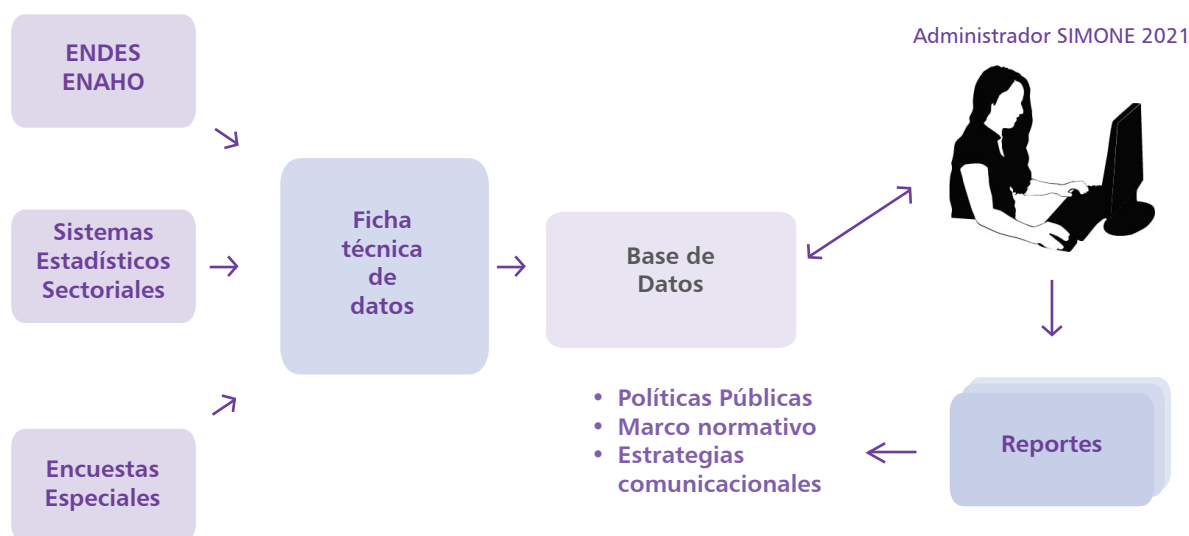 ENDES
ENAHO
Sistemas
Estadísticos
Sectoriales
Encuestas
Especiales
Ficha
técnica
de
datos
Base de
Datos
Administrador SIMONE 2021
Reportes
• Políticas Públicas
• Marco normativo
• Estrategias
comunicacionales